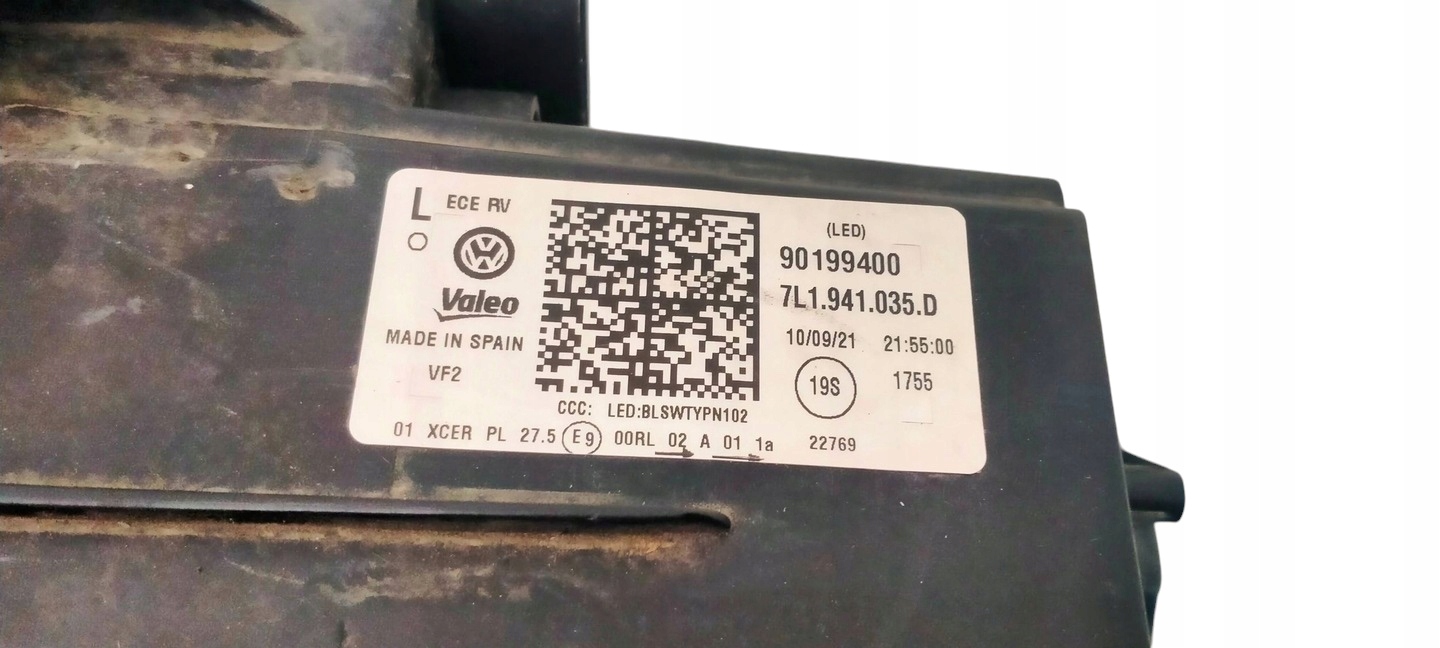 L ECE RV
Valeo
MADE IN SPAIN
VF2
(LED)
90199400
7L1.941.035.D
10/09/21 21:55:00
19S 1755
CCC: LED:BLSWTYPN102
01 XCER PL 27.5 E9 00RL 02 A 01 1a 22769